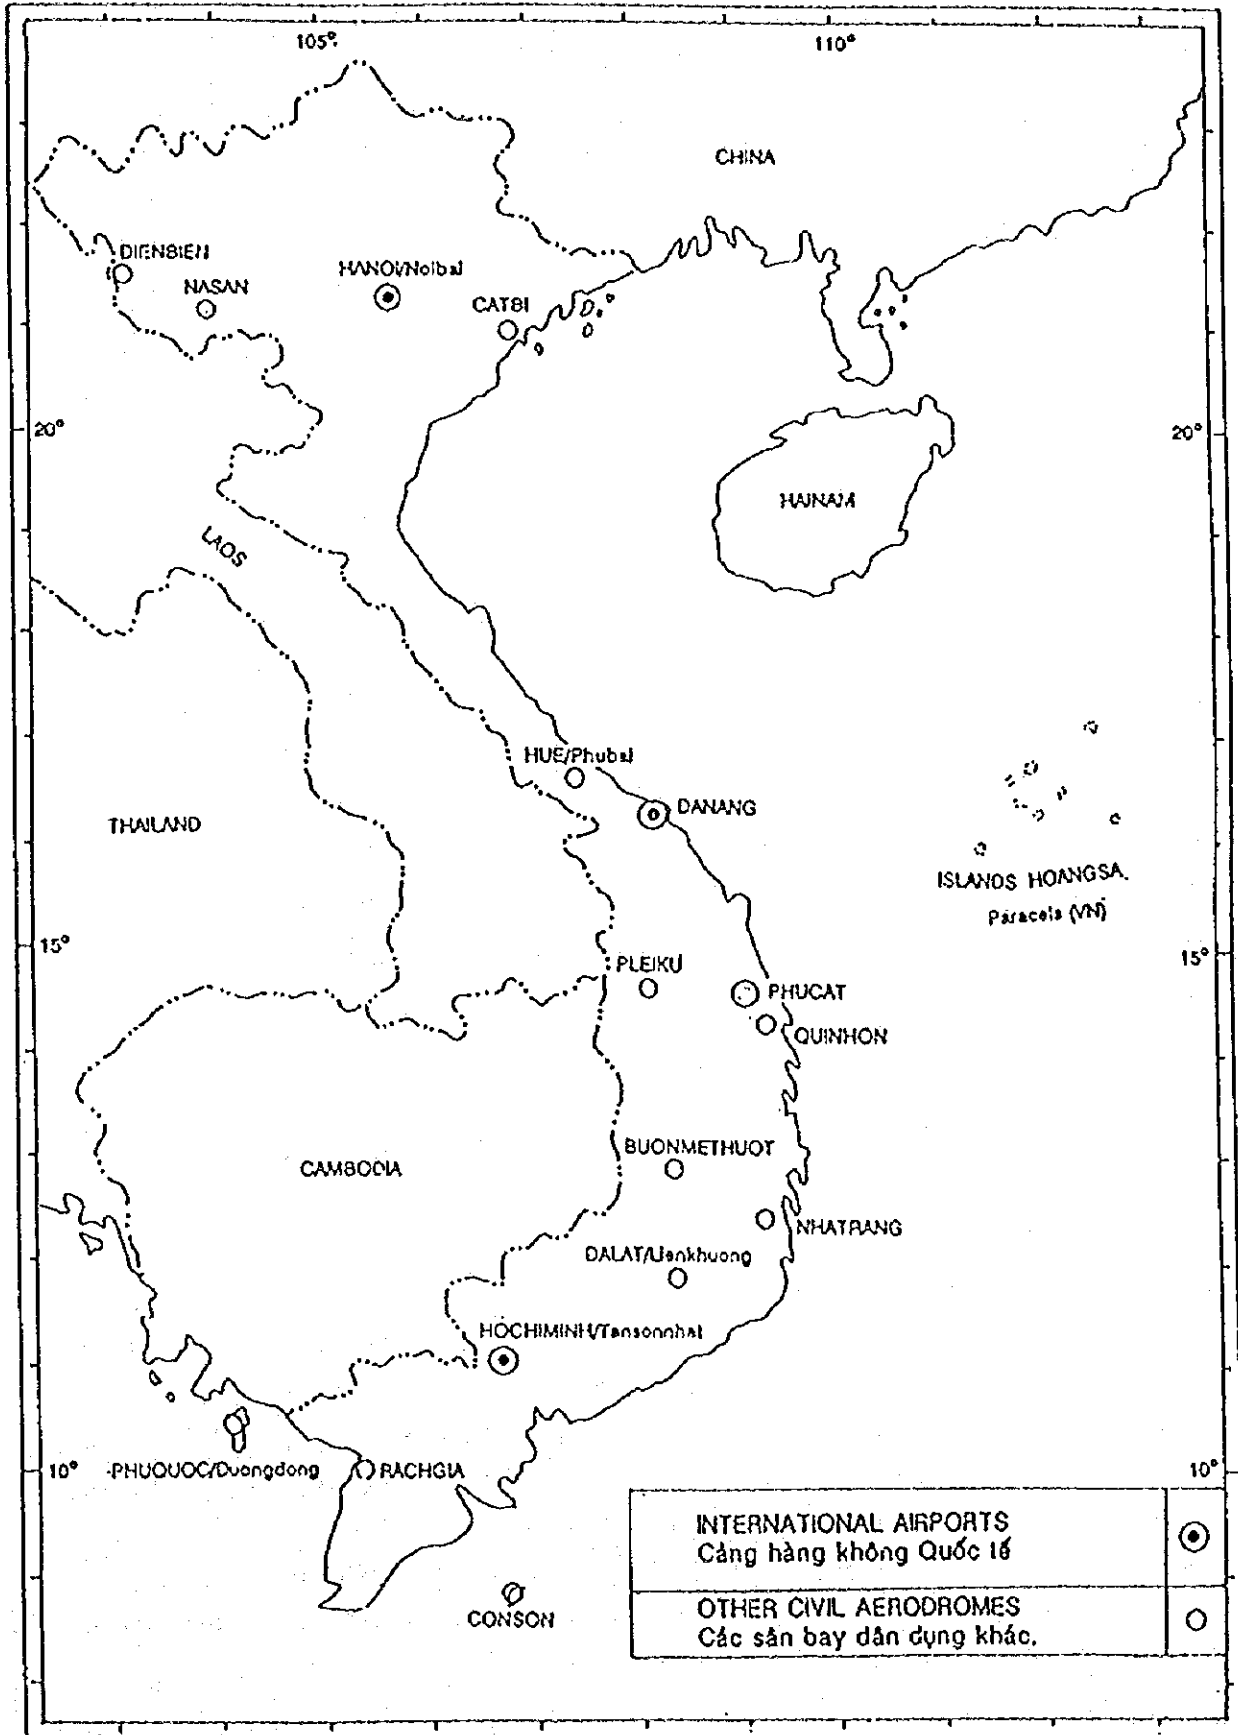 105°
110°
CHINA
DIENBIEN
NASAN
HANOI/Noibai
CATBI
20°
20°
HAINAM
LAOS
HUE/Phubai
DANANG
THAILAND
ISLANDS HOANGSA.
Paracels (VN)
15°
15°
PLEIKU
PHUCAT
QUINHON
BUONMETHUOT
CAMBODIA
NHATRANG
DALAT/Lienkhuong
HOCHIMINH/Tansonnhat
10°
PHUQUOC/Duongdong
RACHGIA
10°
INTERNATIONAL AIRPORTS
Cảng hàng không Quốc tế
OTHER CIVIL AERODROMES
Các sân bay dân dụng khác.
CONSON